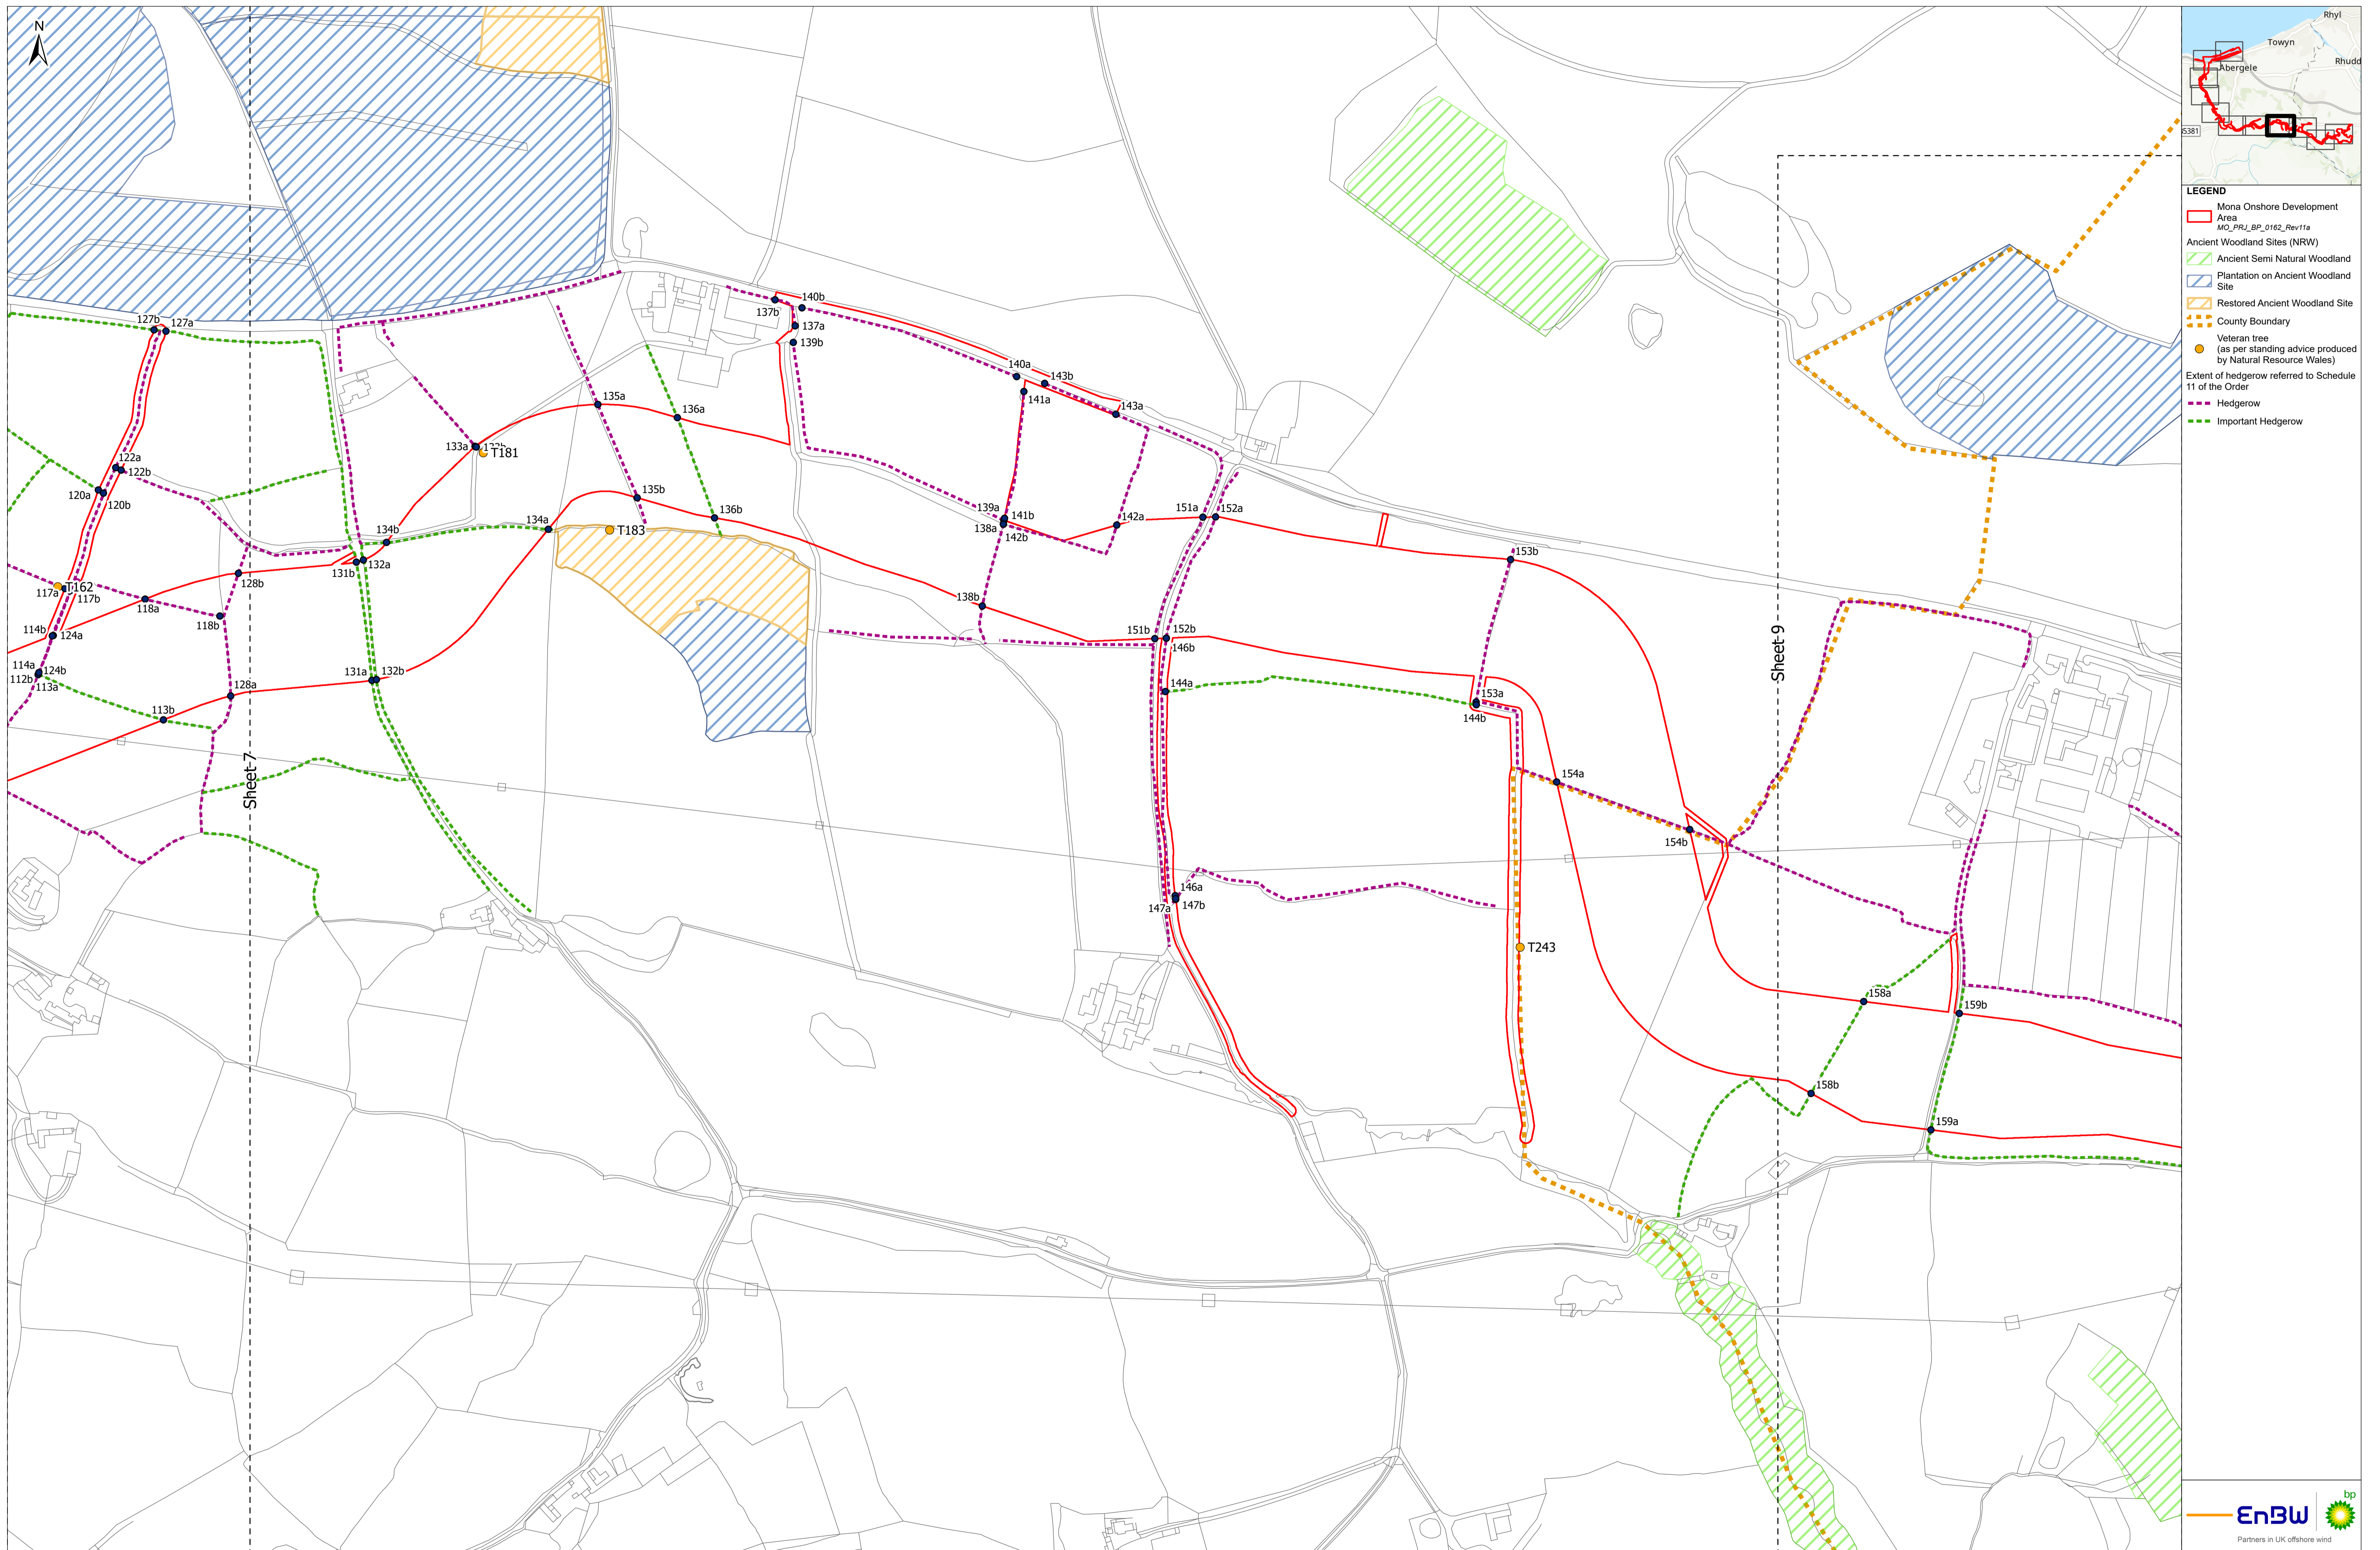 N
Rhyl
Towyn
Rhudd
Abergele
LEGEND
Mona Onshore Development
Area
MO_PRJ_BP_0162_Rev11a
Ancient Woodland Sites (NRW)
Ancient Semi Natural Woodland
Plantation on Ancient Woodland
Site
Restored Ancient Woodland Site
County Boundary
Veteran tree
(as per standing advice produced
by Natural Resource Wales)
Extent of hedgerow referred to Schedule
11 of the Order
Hedgerow
Important Hedgerow
140b
137b
127b
127a
137a
139b
140a
143b
141a
143a
135a
136a
133a
T181
122a
122b
120a
120b
135b
136b
139a
141b
138a
142b
142a
151a
152a
134a
T183
134b
153b
131b
132a
128b
T162
117a
117b
118a
118b
138b
114b
124a
151b
152b
146b
Sheet 9
114a
124b
112b
113a
131a
132b
128a
144a
153a
144b
113b
Sheet 7
154a
154b
146a
147a
147b
T243
158a
159b
158b
159a
EnBW
bp
Partners in UK offshore wind